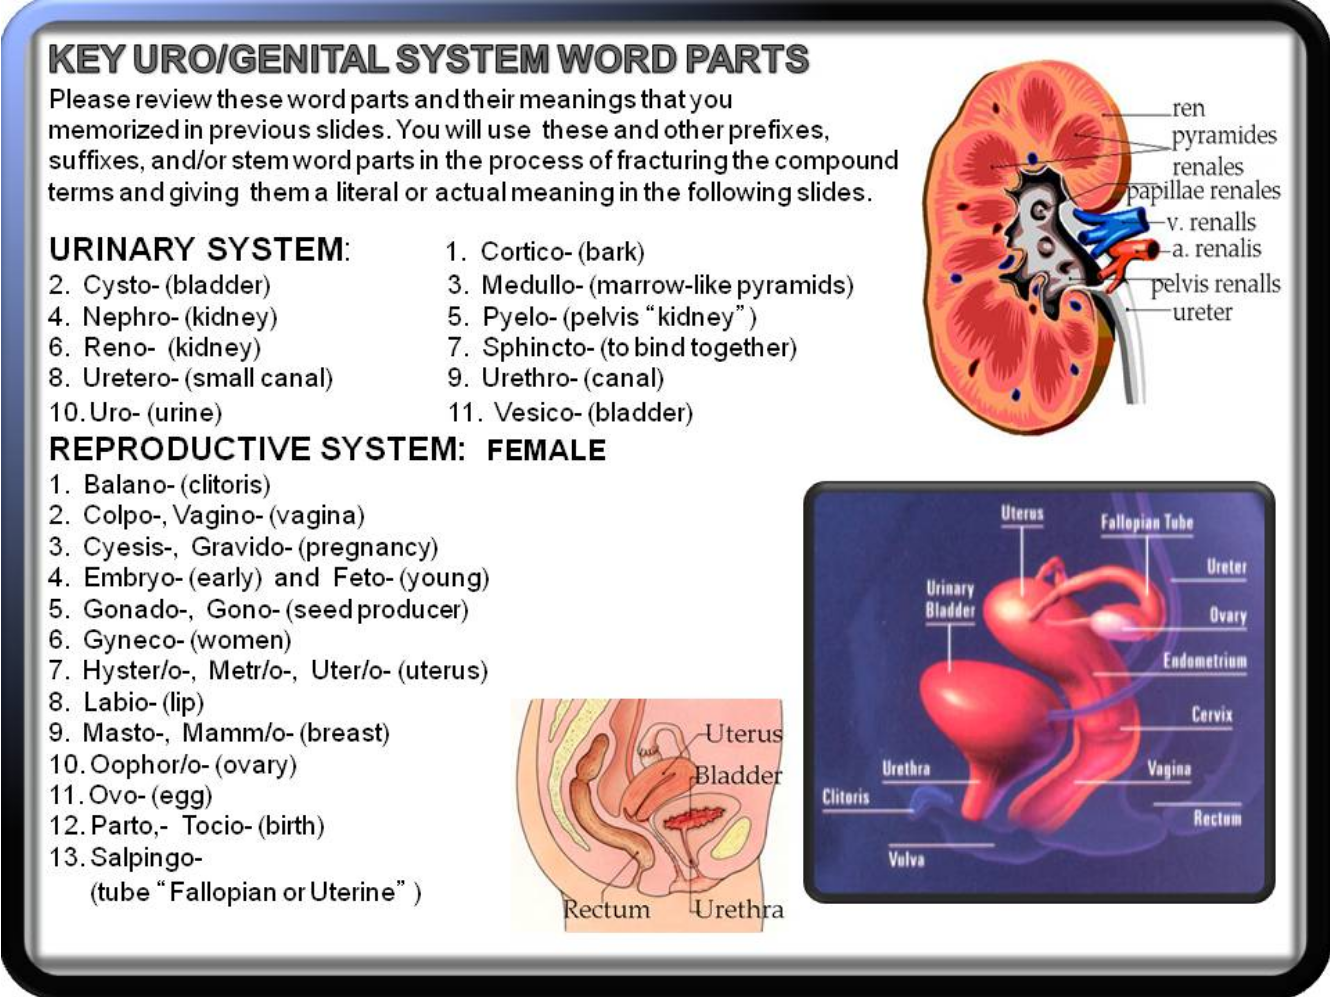 KEY URO/GENITAL SYSTEM WORD PARTS
Please review these word parts and their meanings that you
memorized in previous slides. You will use these and other prefixes,
suffixes, and/or stem word parts in the process of fracturing the compound
terms and giving them a literal or actual meaning in the following slides.
URINARY SYSTEM:
1. Cortico- (bark)
2. Cysto- (bladder)
3. Medullo- (marrow-like pyramids)
4. Nephro- (kidney)
5. Pyelo- (pelvis “kidney” )
6. Reno- (kidney)
7. Sphincto- (to bind together)
8. Uretero- (small canal)
9. Urethro- (canal)
10. Uro- (urine)
11. Vesico- (bladder)
REPRODUCTIVE SYSTEM: FEMALE
1. Balano- (clitoris)
2. Colpo-, Vagino- (vagina)
3. Cyesis-, Gravido- (pregnancy)
4. Embryo- (early) and Feto- (young)
5. Gonado-, Gono- (seed producer)
6. Gyneco- (women)
7. Hyster/o-, Metr/o-, Uter/o- (uterus)
8. Labio- (lip)
9. Masto-, Mamm/o- (breast)
10. Oophor/o- (ovary)
11. Ovo- (egg)
12. Parto,- Tocio- (birth)
13. Salpingo-
(tube “Fallopian or Uterine” )
ren
pyramides
renales
papillae renales
v. renalls
a. renalis
pelvis renalls
ureter
Uterus
Bladder
Rectum
Urethra
Uterus
Fallopian Tube
Ureter
Urinary
Bladder
Ovary
Endometrium
Cervix
Urethra
Vagina
Clitoris
Rectum
Vulva